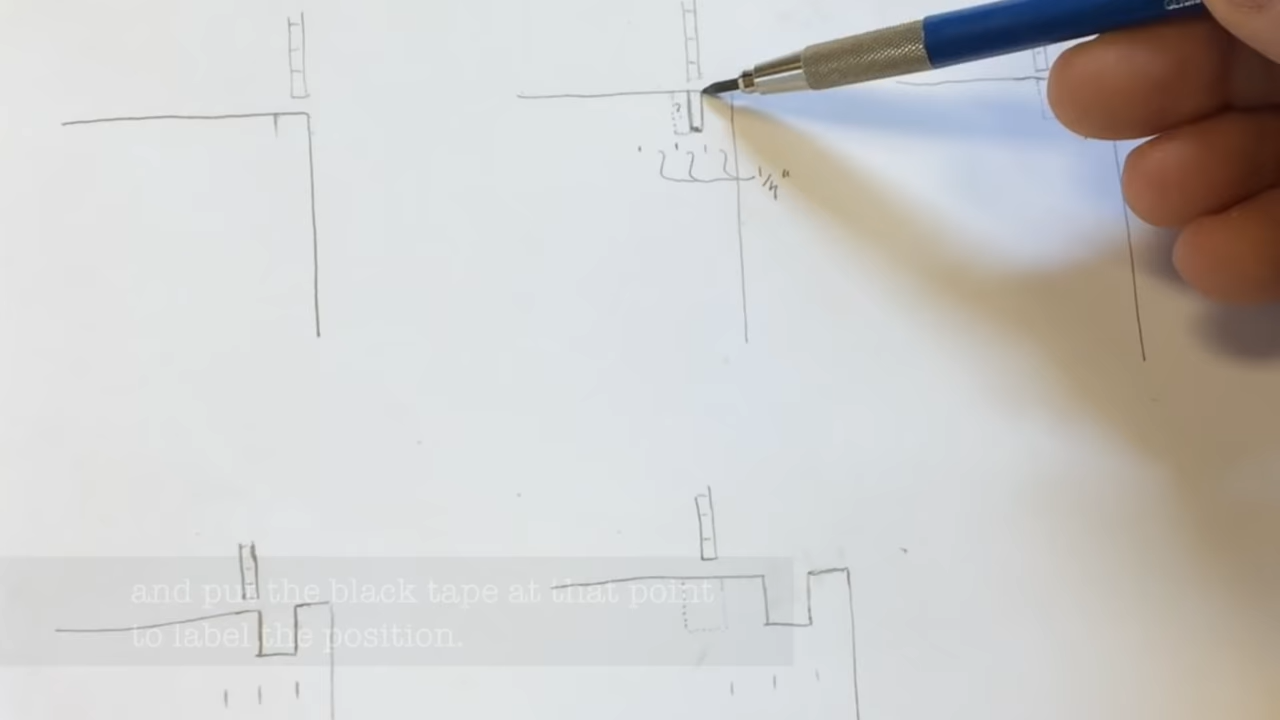 1/4"
and put the black tape at that point
to label the position.